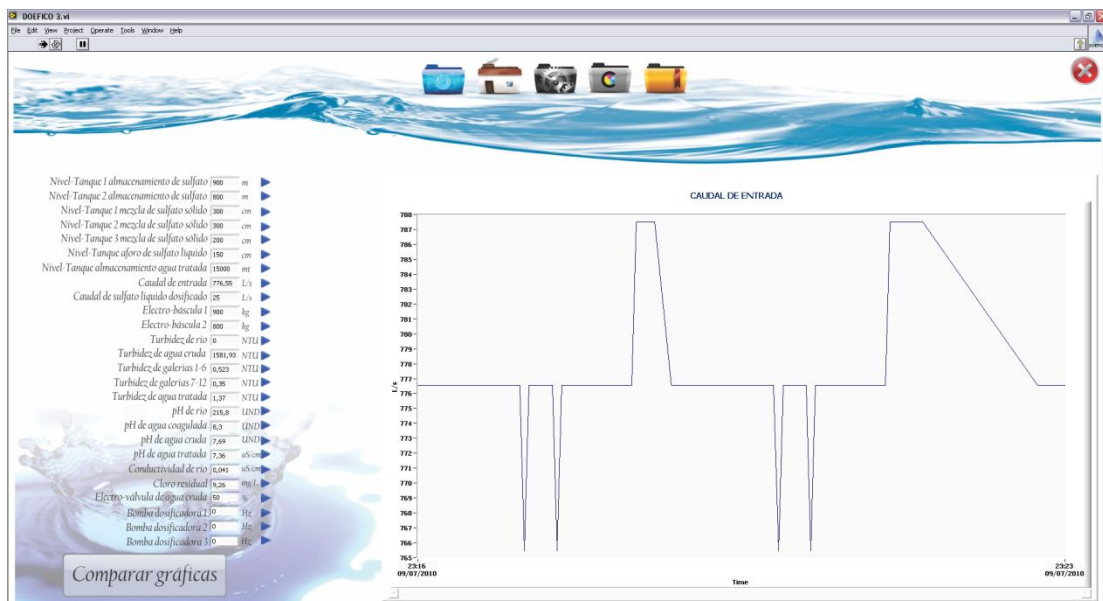 DOEFICO 3.vi
File Edit View Project Operate Tools Window Help
Nivel-Tanque 1 almacenamiento de sulfato 900 m
Nivel-Tanque 2 almacenamiento de sulfato 800 m
Nivel-Tanque 1 mezcla de sulfato sólido 300 cm
Nivel-Tanque 2 mezcla de sulfato sólido 300 cm
Nivel-Tanque 3 mezcla de sulfato sólido 200 cm
Nivel-Tanque aforo de sulfato liquido 150 cm
Nivel-Tanque almacenamiento agua tratada 15000 mt
Caudal de entrada 776,55 L/s
Caudal de sulfato liquido dosificado 25 L/s
Electro-báscula 1 900 kg
Electro-báscula 2 800 kg
Turbidez de rio 0 NTU
Turbidez de agua cruda 1581,93 NTU
Turbidez de galerias 1-6 0,523 NTU
Turbidez de galerias 7-12 0,35 NTU
Turbidez de agua tratada 1,37 NTU
pH de rio 215,8 UND
pH de agua coagulada 8,3 UND
pH de agua cruda 7,69 UND
pH de agua tratada 7,36 uS/cm
Conductividad de rio 0,041 uS/cm
Cloro residual 9,26 mg/L
Electro-válvula de agua cruda 50 %
Bomba dosificadora 1 0 Hz
Bomba dosificadora 2 0 Hz
Bomba dosificadora 3 0 Hz
Comparar gráficas
CAUDAL DE ENTRADA
788
787
786
785
784
783
782
781
780
779
778
777
776
775
774
773
772
771
770
769
768
767
766
765
L/s
23:16
09/07/2010
23:23
09/07/2010
Time